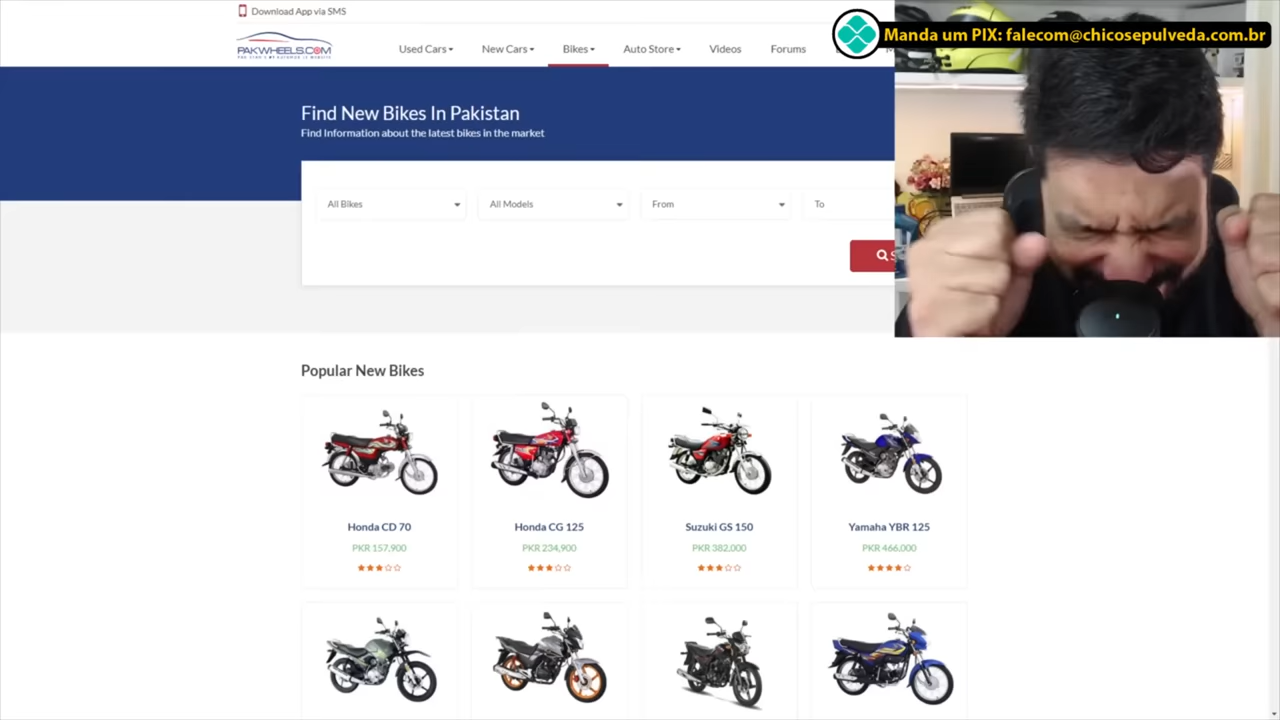 Download App via SMS
PAKWHEELS.COM
Used Cars
New Cars
Bikes
Auto Store
Videos
Forums
Manda um PIX: falecom@chicosepulveda.com.br
Find New Bikes In Pakistan
Find Information about the latest bikes in the market
All Bikes
All Models
From
To
Popular New Bikes
Honda CD 70
Honda CG 125
Suzuki GS 150
Yamaha YBR 125
PKR 157,900
PKR 234,900
PKR 382,000
PKR 466,000